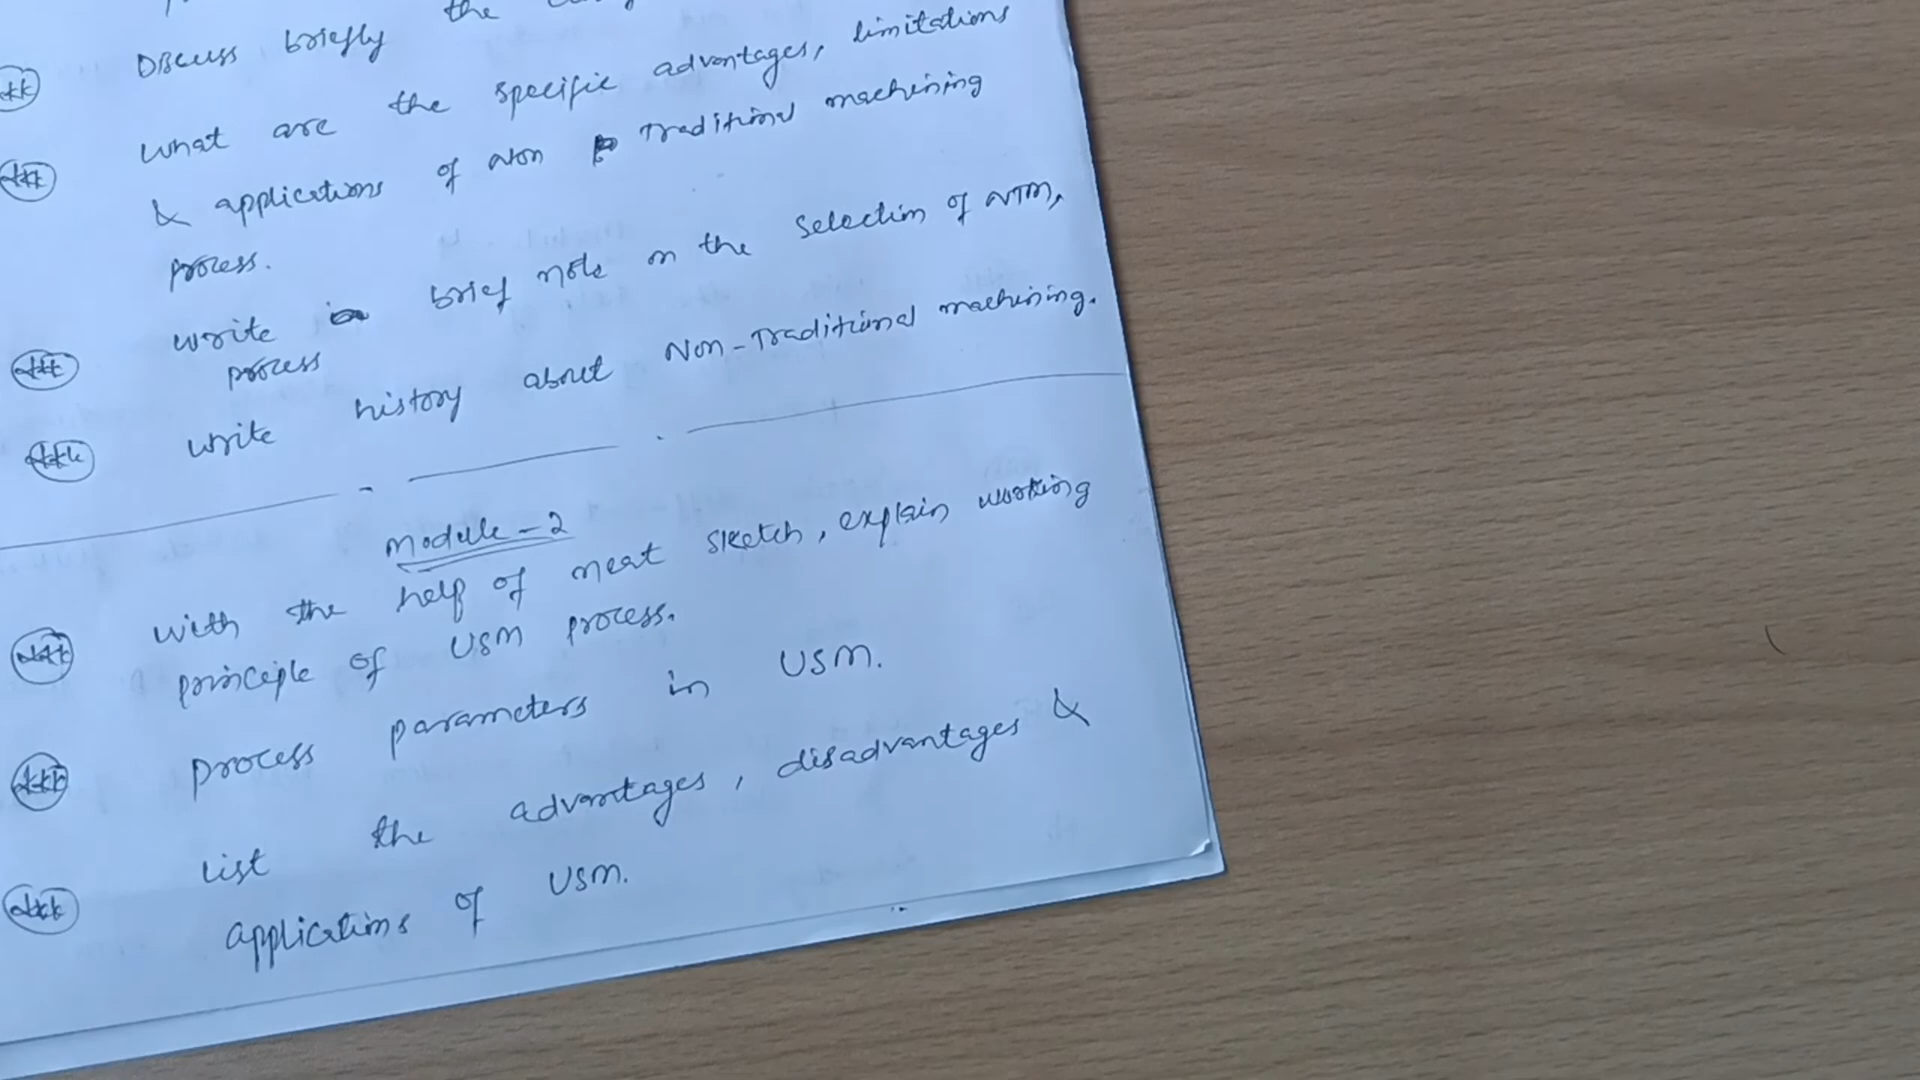 Discuss briefly the
** What are the specific advantages, limitations
** & applications of Non Traditional machining
process.
write brief note on the selection of NTM,
** process
** write history about Non-Traditional machining.
Module-2
** with the help of neat sketch, explain working
principle of USM process.
** process parameters in USM.
** List the advantages, disadvantages &
applications of USM.